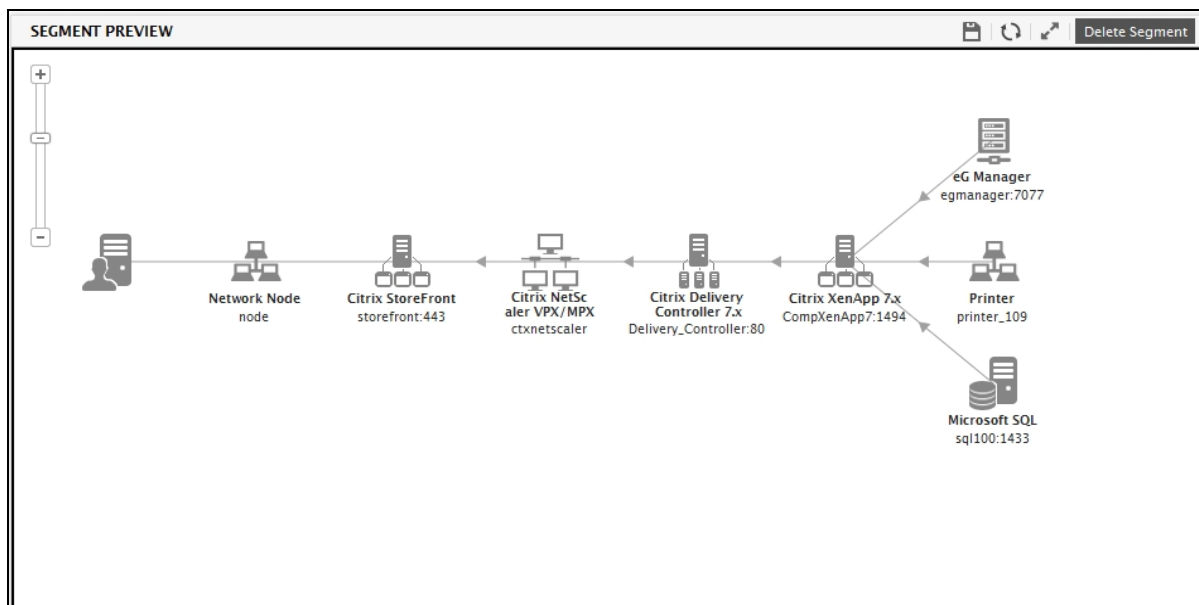 SEGMENT PREVIEW
Delete Segment
eG Manager
egmanager:7077
Network Node
node
Citrix StoreFront
storefront:443
Citrix NetSc
aler VPX/MPX
ctxnetscaler
Citrix Delivery
Controller 7.x
Delivery_Controller:80
Citrix XenApp 7.x
CompXenApp7:1494
Printer
printer_109
Microsoft SQL
sql100:1433